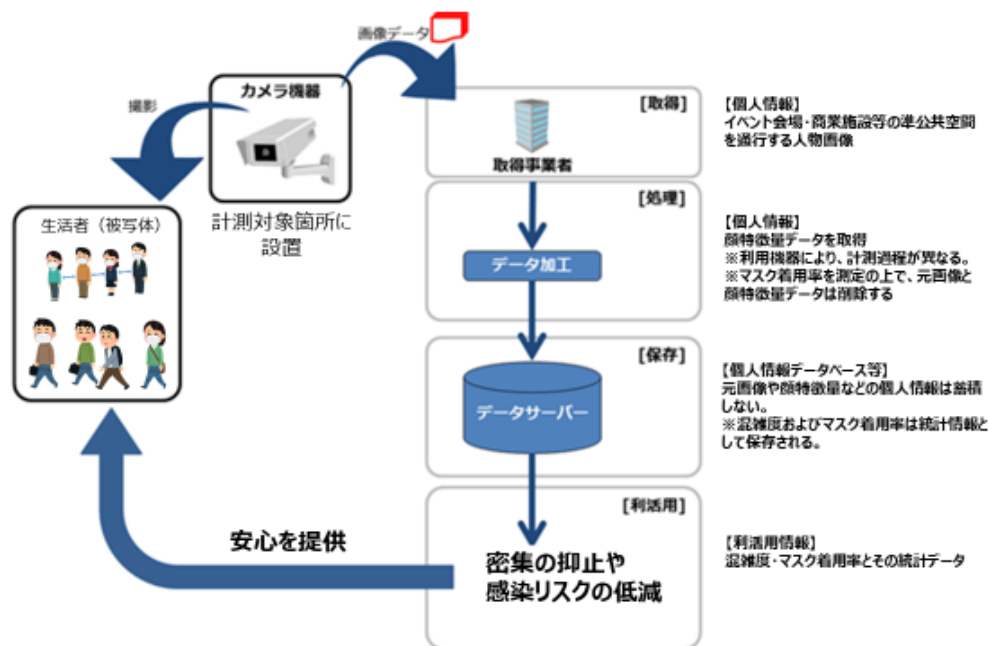 画像データ
撮影
カメラ機器
計測対象箇所に
設置
生活者（被写体）
[取得]
取得事業者
【個人情報】
イベント会場・商業施設等の準公共空間
を通行する人物画像
[処理]
データ加工
【個人情報】
顔特徴量データを取得
※利用機器により、計測過程が異なる。
※マスク着用率を測定の上で、元画像と
顔特徴量データは削除する
[保存]
データサーバー
【個人情報データベース等】
元画像や顔特徴量などの個人情報は蓄積
しない。
※混雑度およびマスク着用率は統計情報と
して保存される。
[利活用]
密集の抑止や
感染リスクの低減
【利活用情報】
混雑度・マスク着用率とその統計データ
安心を提供